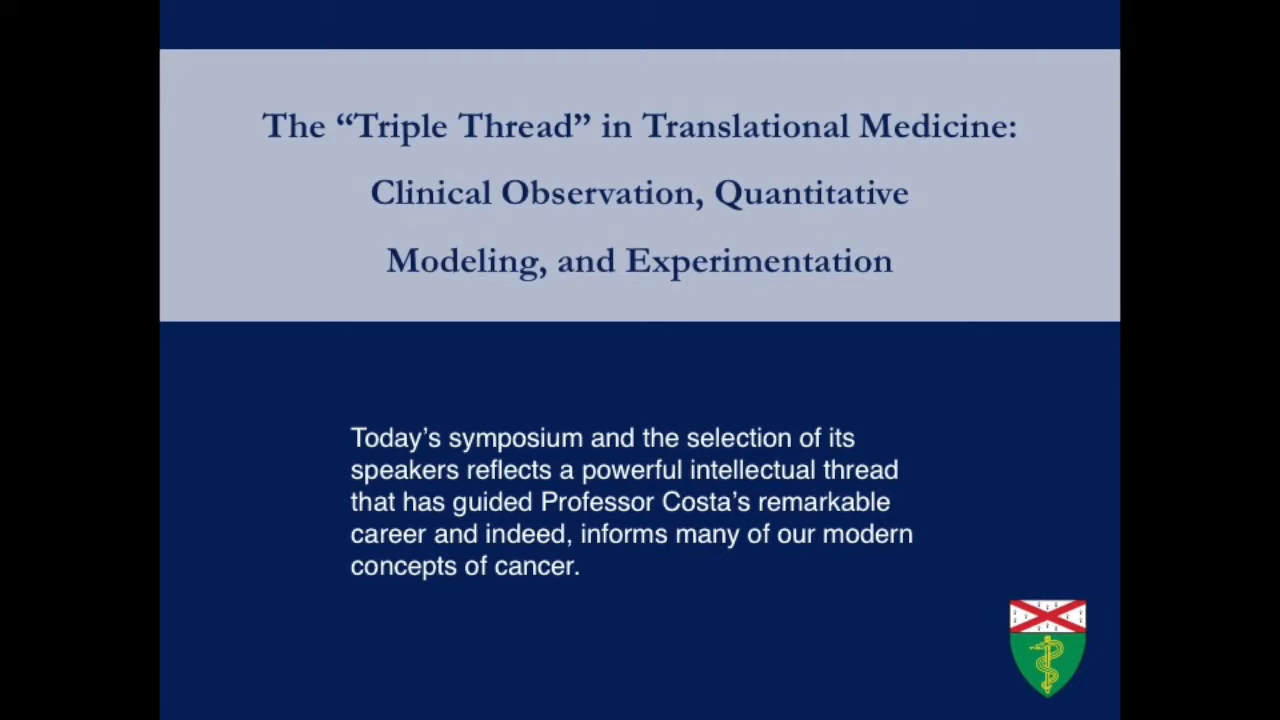 The “Triple Thread” in Translational Medicine:
Clinical Observation, Quantitative
Modeling, and Experimentation
Today’s symposium and the selection of its
speakers reflects a powerful intellectual thread
that has guided Professor Costa’s remarkable
career and indeed, informs many of our modern
concepts of cancer.